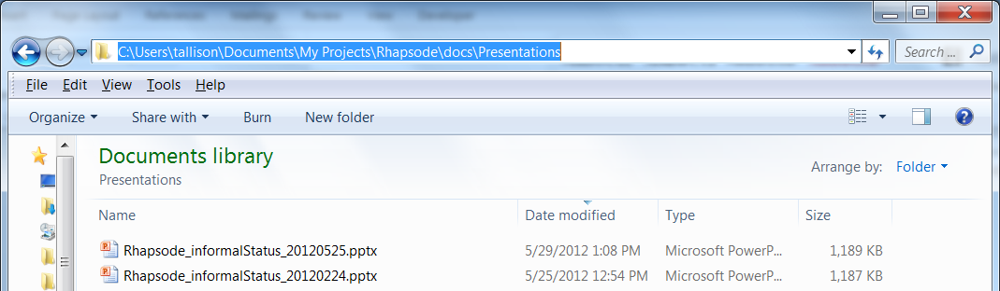 Page Layout References Mailings Review View Developer
C:\Users\tallison\Documents\My Projects\Rhapsode\docs\Presentations Search ...
File Edit View Tools Help
Organize Share with Burn New folder
Documents library
Presentations
Arrange by: Folder
Name Date modified Type Size
Rhapsode_informalStatus_20120525.pptx 5/29/2012 1:08 PM Microsoft PowerP... 1,189 KB
Rhapsode_informalStatus_20120224.pptx 5/25/2012 12:54 PM Microsoft PowerP... 1,187 KB